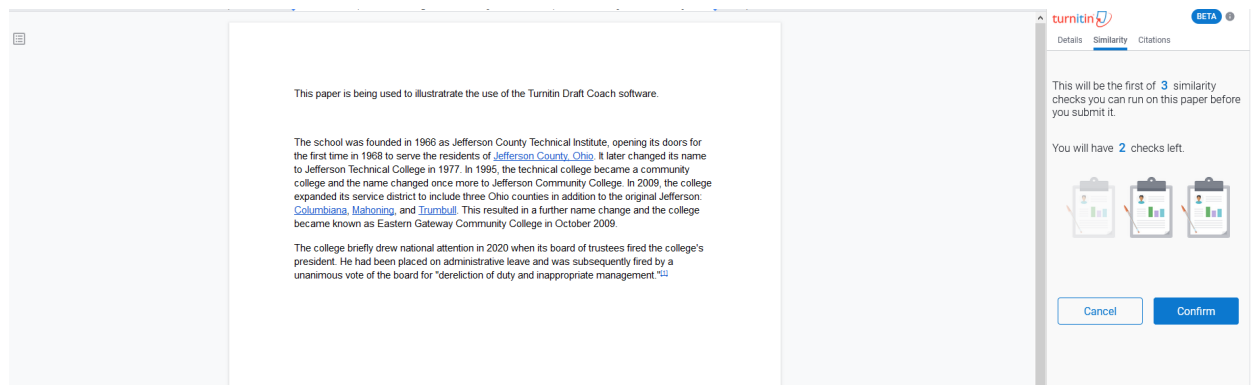 This paper is being used to illustratrate the use of the Turnitin Draft Coach software.
The school was founded in 1966 as Jefferson County Technical Institute, opening its doors for
the first time in 1968 to serve the residents of Jefferson County, Ohio. It later changed its name
to Jefferson Technical College in 1977. In 1995, the technical college became a community
college and the name changed once more to Jefferson Community College. In 2009, the college
expanded its service district to include three Ohio counties in addition to the original Jefferson:
Columbiana, Mahoning, and Trumbull. This resulted in a further name change and the college
became known as Eastern Gateway Community College in October 2009.
The college briefly drew national attention in 2020 when its board of trustees fired the college's
president. He had been placed on administrative leave and was subsequently fired by a
unanimous vote of the board for "dereliction of duty and inappropriate management."[1]
turnitin
BETA
Details Similarity Citations
This will be the first of 3 similarity
checks you can run on this paper before
you submit it.
You will have 2 checks left.
Cancel Confirm